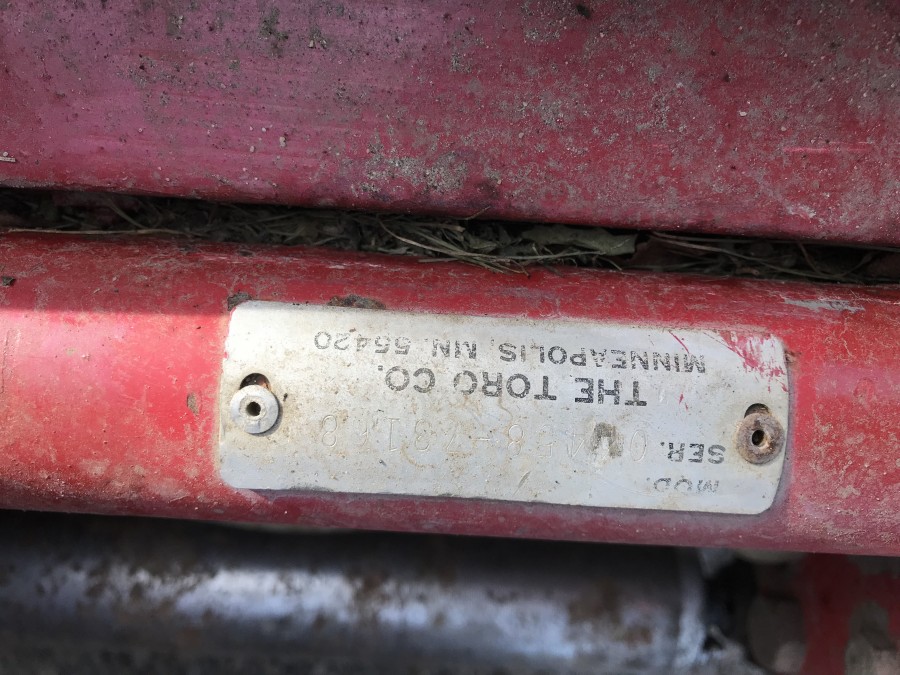 MOD.
SER.
THE TORO CO.
MINNEAPOLIS, MN. 55420